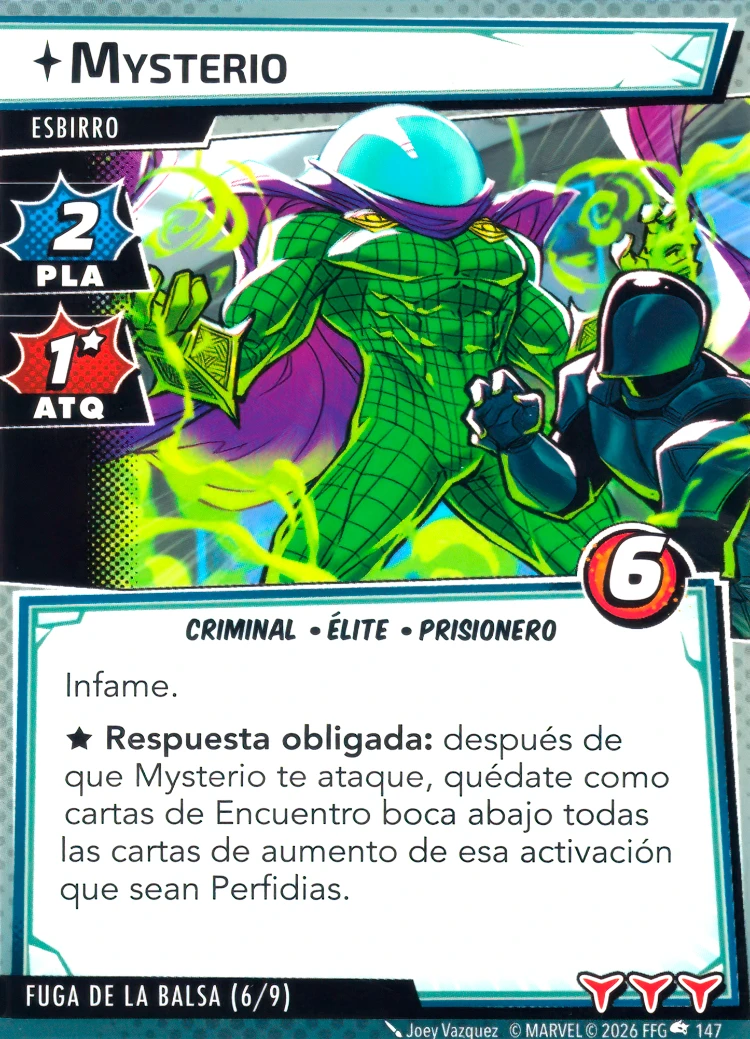 MYSTERIO
ESBIRRO
2
PLA
1
ATQ
6
CRIMINAL • ÉLITE • PRISIONERO
Infame.
★ Respuesta obligada: después de
que Mysterio te ataque, quédate como
cartas de Encuentro boca abajo todas
las cartas de aumento de esa activación
que sean Perfidias.
FUGA DE LA BALSA (6/9)
Joey Vazquez © MARVEL © 2026 FFG 147